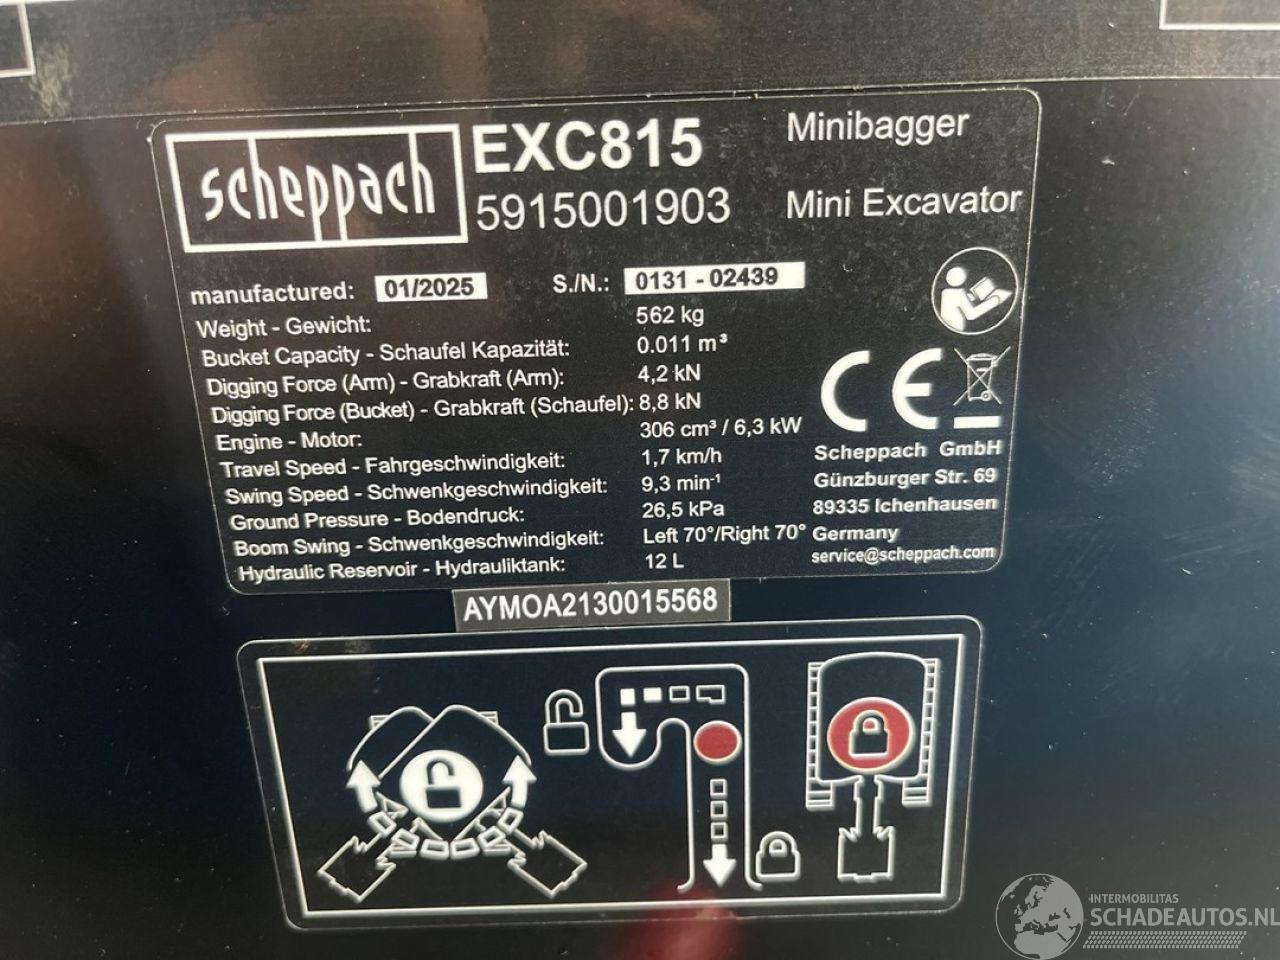 scheppach
EXC815
Minibagger
5915001903
Mini Excavator
manufactured: 01/2025 S./N.: 0131 - 02439
Weight - Gewicht: 562 kg
Bucket Capacity - Schaufel Kapazität: 0.011 m³
Digging Force (Arm) - Grabkraft (Arm): 4,2 kN
Digging Force (Bucket) - Grabkraft (Schaufel): 8,8 kN
Engine - Motor: 306 cm³ / 6,3 kW
Travel Speed - Fahrgeschwindigkeit: 1,7 km/h
Swing Speed - Schwenkgeschwindigkeit: 9,3 min⁻¹
Ground Pressure - Bodendruck: 26,5 kPa
Boom Swing - Schwenkgeschwindigkeit: Left 70°/Right 70°
Hydraulic Reservoir - Hydrauliktank: 12 L
CE
Scheppach GmbH
Günzburger Str. 69
89335 Ichenhausen
Germany
service@scheppach.com
AYMOA2130015568
INTERMOBILITAS
SCHADEAUTOS.NL